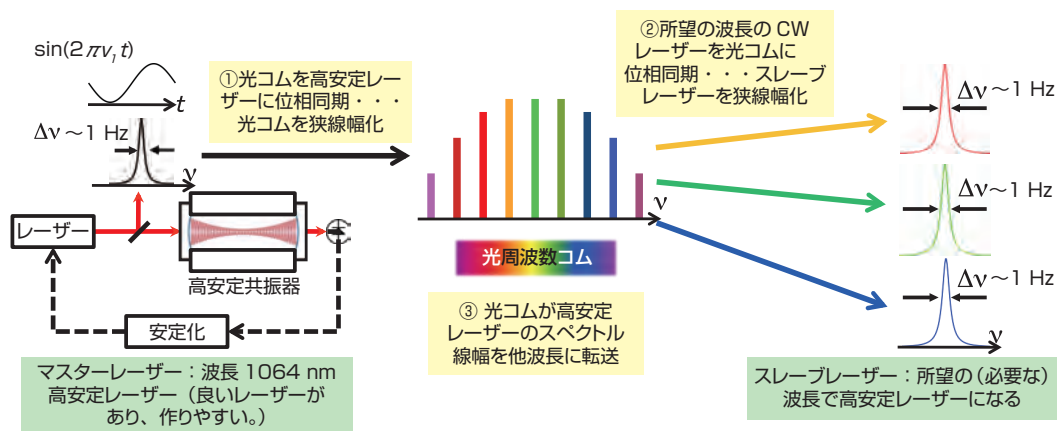 sin(2πν₁t)
t
Δν～1 Hz
ν
レーザー
高安定共振器
安定化
マスターレーザー：波長 1064 nm
高安定レーザー（良いレーザーが
あり、作りやすい。）
①光コムを高安定レー
ザーに位相同期・・・
光コムを狭線幅化
ν
光周波数コム
③ 光コムが高安定
レーザーのスペクトル
線幅を他波長に転送
②所望の波長の CW
レーザーを光コムに
位相同期・・・スレーブ
レーザーを狭線幅化
Δν～1 Hz
Δν～1 Hz
Δν～1 Hz
ν
スレーブレーザー：所望の（必要な）
波長で高安定レーザーになる